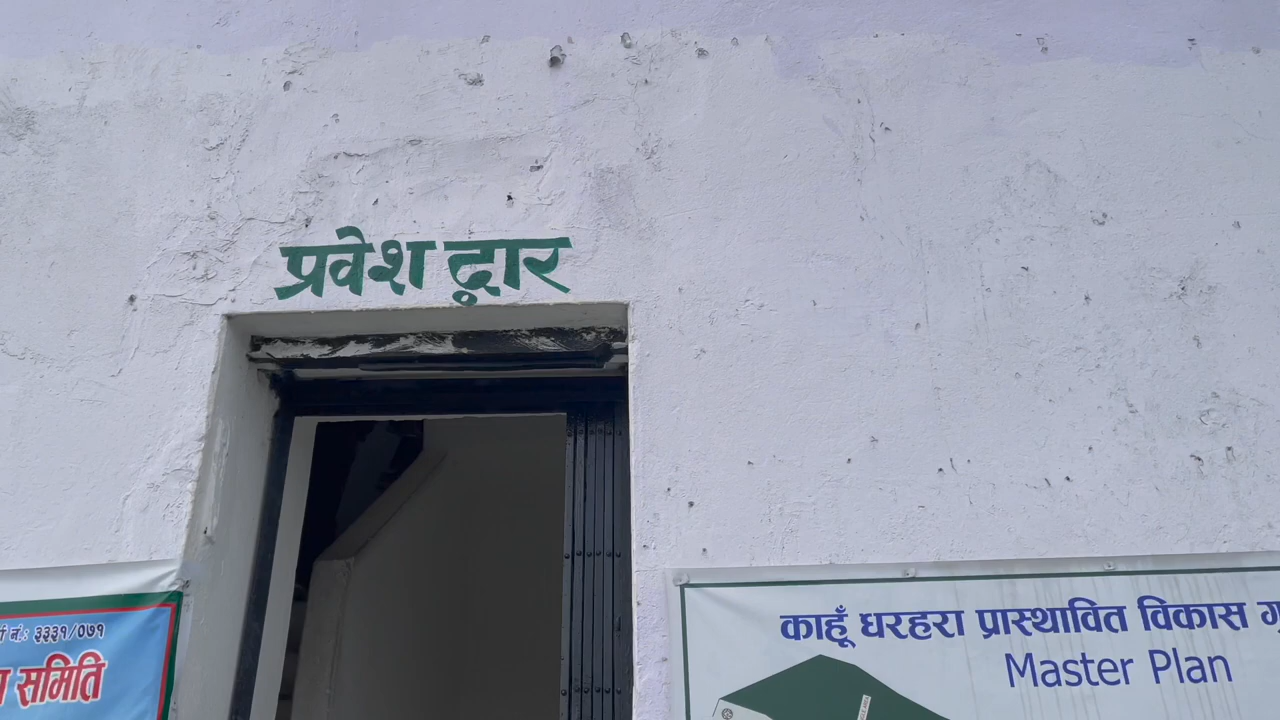 प्रवेश द्वार
नं.: ३३३१/०७१
समिति
काहूँ धरहरा प्रास्थावित विकास
Master Plan